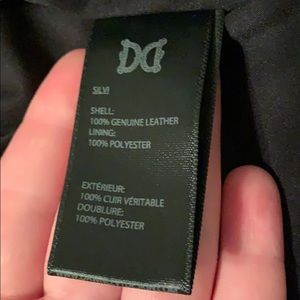 SILVI
SHELL:
100% GENUINE LEATHER
LINING:
100% POLYESTER
EXTÉRIEUR:
100% CUIR VÉRITABLE
DOUBLURE:
100% POLYESTER